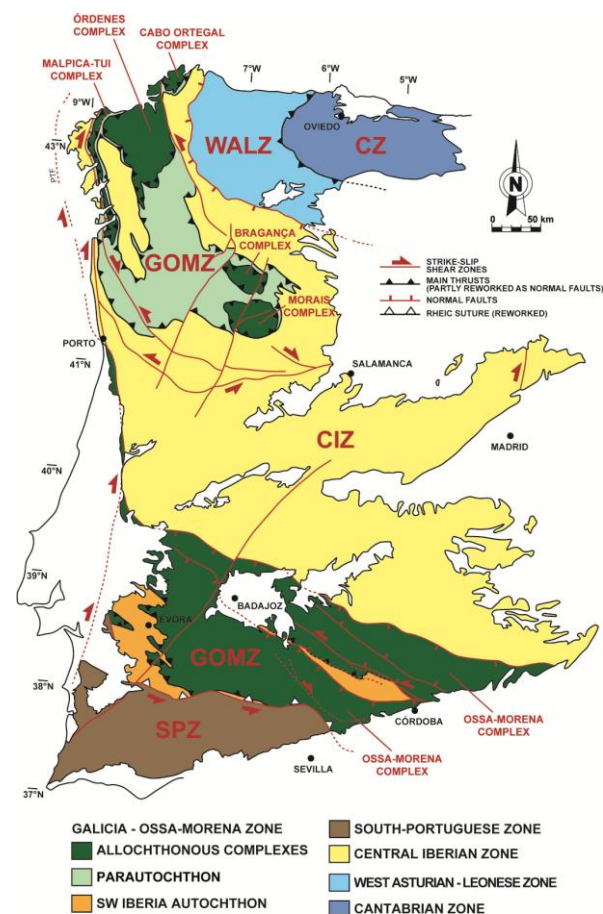 ÓRDENES
COMPLEX
CABO ORTEGAL
COMPLEX
MALPICA-TUI
COMPLEX
9°W
7°W
6°W
5°W
43°N
OVIEDO
WALZ
CZ
PTF
N
0 50 km
BRAGANÇA
COMPLEX
GOMZ
MORAIS
COMPLEX
STRIKE-SLIP
SHEAR ZONES
MAIN THRUSTS
(PARTLY REWORKED AS NORMAL FAULTS)
NORMAL FAULTS
RHEIC SUTURE (REWORKED)
PORTO
41°N
SALAMANCA
CIZ
MADRID
40°N
39°N
BADAJOZ
ÉVORA
GOMZ
38°N
CÓRDOBA
OSSA-MORENA
COMPLEX
SPZ
SEVILLA
OSSA-MORENA
COMPLEX
37°N
GALICIA - OSSA-MORENA ZONE
ALLOCHTHONOUS COMPLEXES
PARAUTOCHTHON
SW IBERIA AUTOCHTHON
SOUTH-PORTUGUESE ZONE
CENTRAL IBERIAN ZONE
WEST ASTURIAN - LEONESE ZONE
CANTABRIAN ZONE